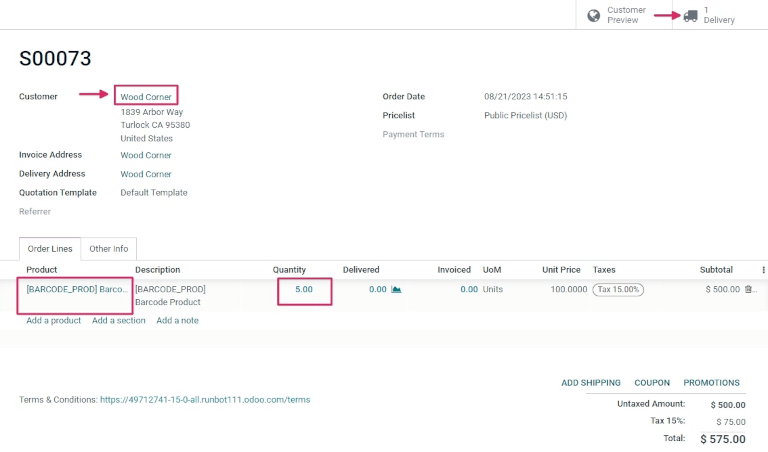 Customer Preview
1 Delivery
S00073
Customer Wood Corner
1839 Arbor Way
Turlock CA 95380
United States
Invoice Address Wood Corner
Delivery Address Wood Corner
Quotation Template Default Template
Referrer
Order Date 08/21/2023 14:51:15
Pricelist Public Pricelist (USD)
Payment Terms
Order Lines Other Info
Product Description Quantity Delivered Invoiced UoM Unit Price Taxes Subtotal
[BARCODE_PROD] Barco... [BARCODE_PROD] 5.00 0.00 0.00 Units 100.0000 Tax 15.00% $ 500.00
Barcode Product
Add a product Add a section Add a note
ADD SHIPPING COUPON PROMOTIONS
Terms & Conditions: https://49712741-15-0-all.runbot111.odoo.com/terms
Untaxed Amount: $ 500.00
Tax 15%: $ 75.00
Total: $ 575.00